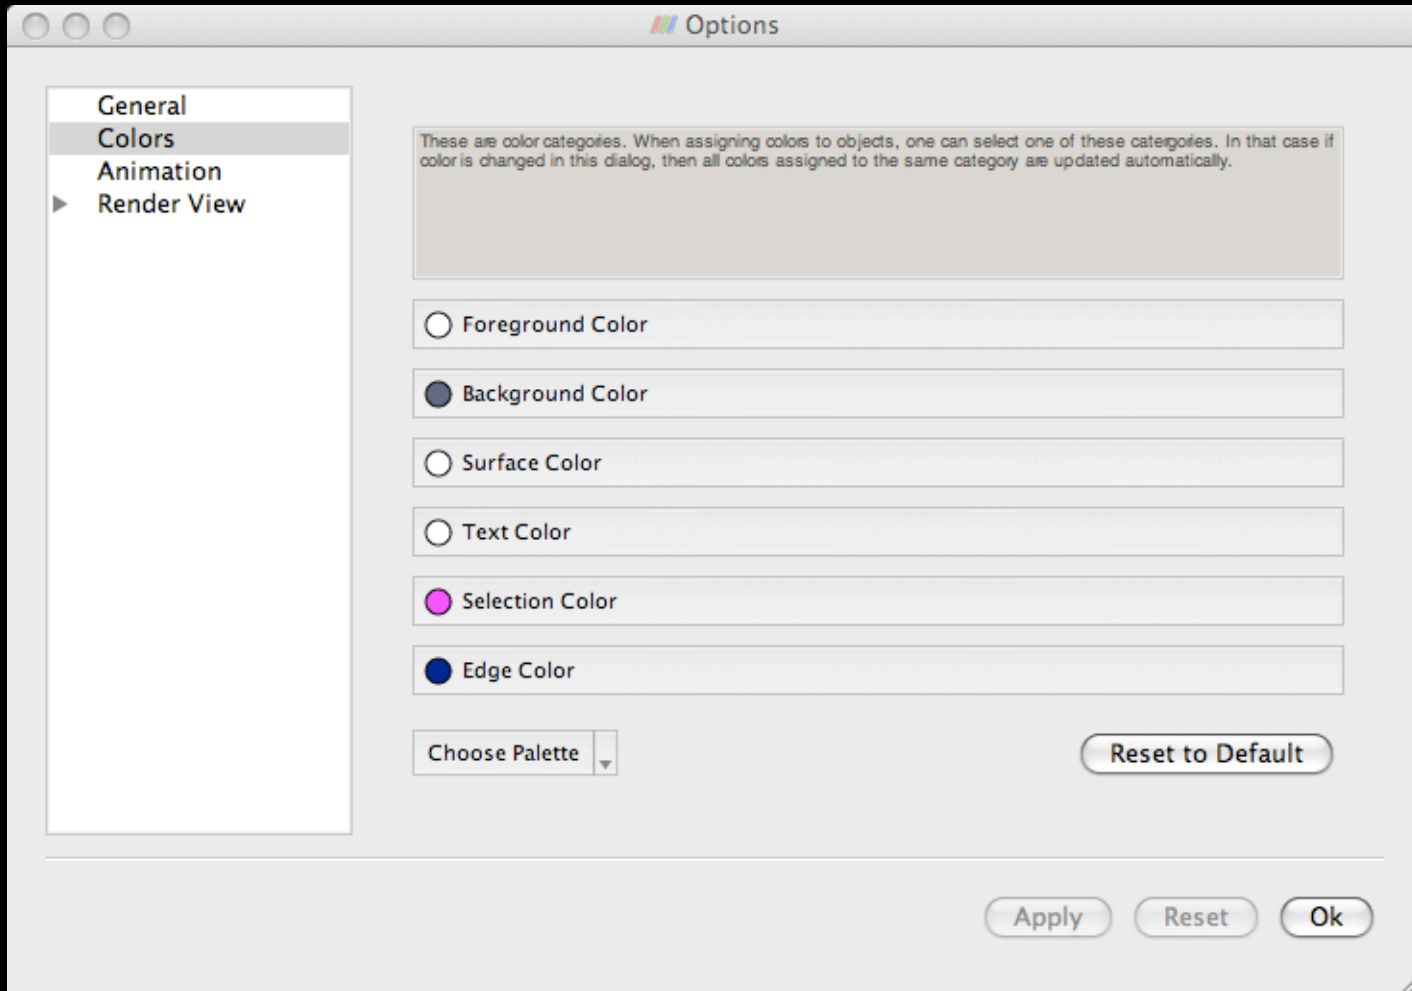 Options
General
Colors
Animation
Render View
These are color categories. When assigning colors to objects, one can select one of these catergories. In that case if
color is changed in this dialog, then all colors assigned to the same category are updated automatically.
Foreground Color
Background Color
Surface Color
Text Color
Selection Color
Edge Color
Choose Palette
Reset to Default
Apply
Reset
Ok